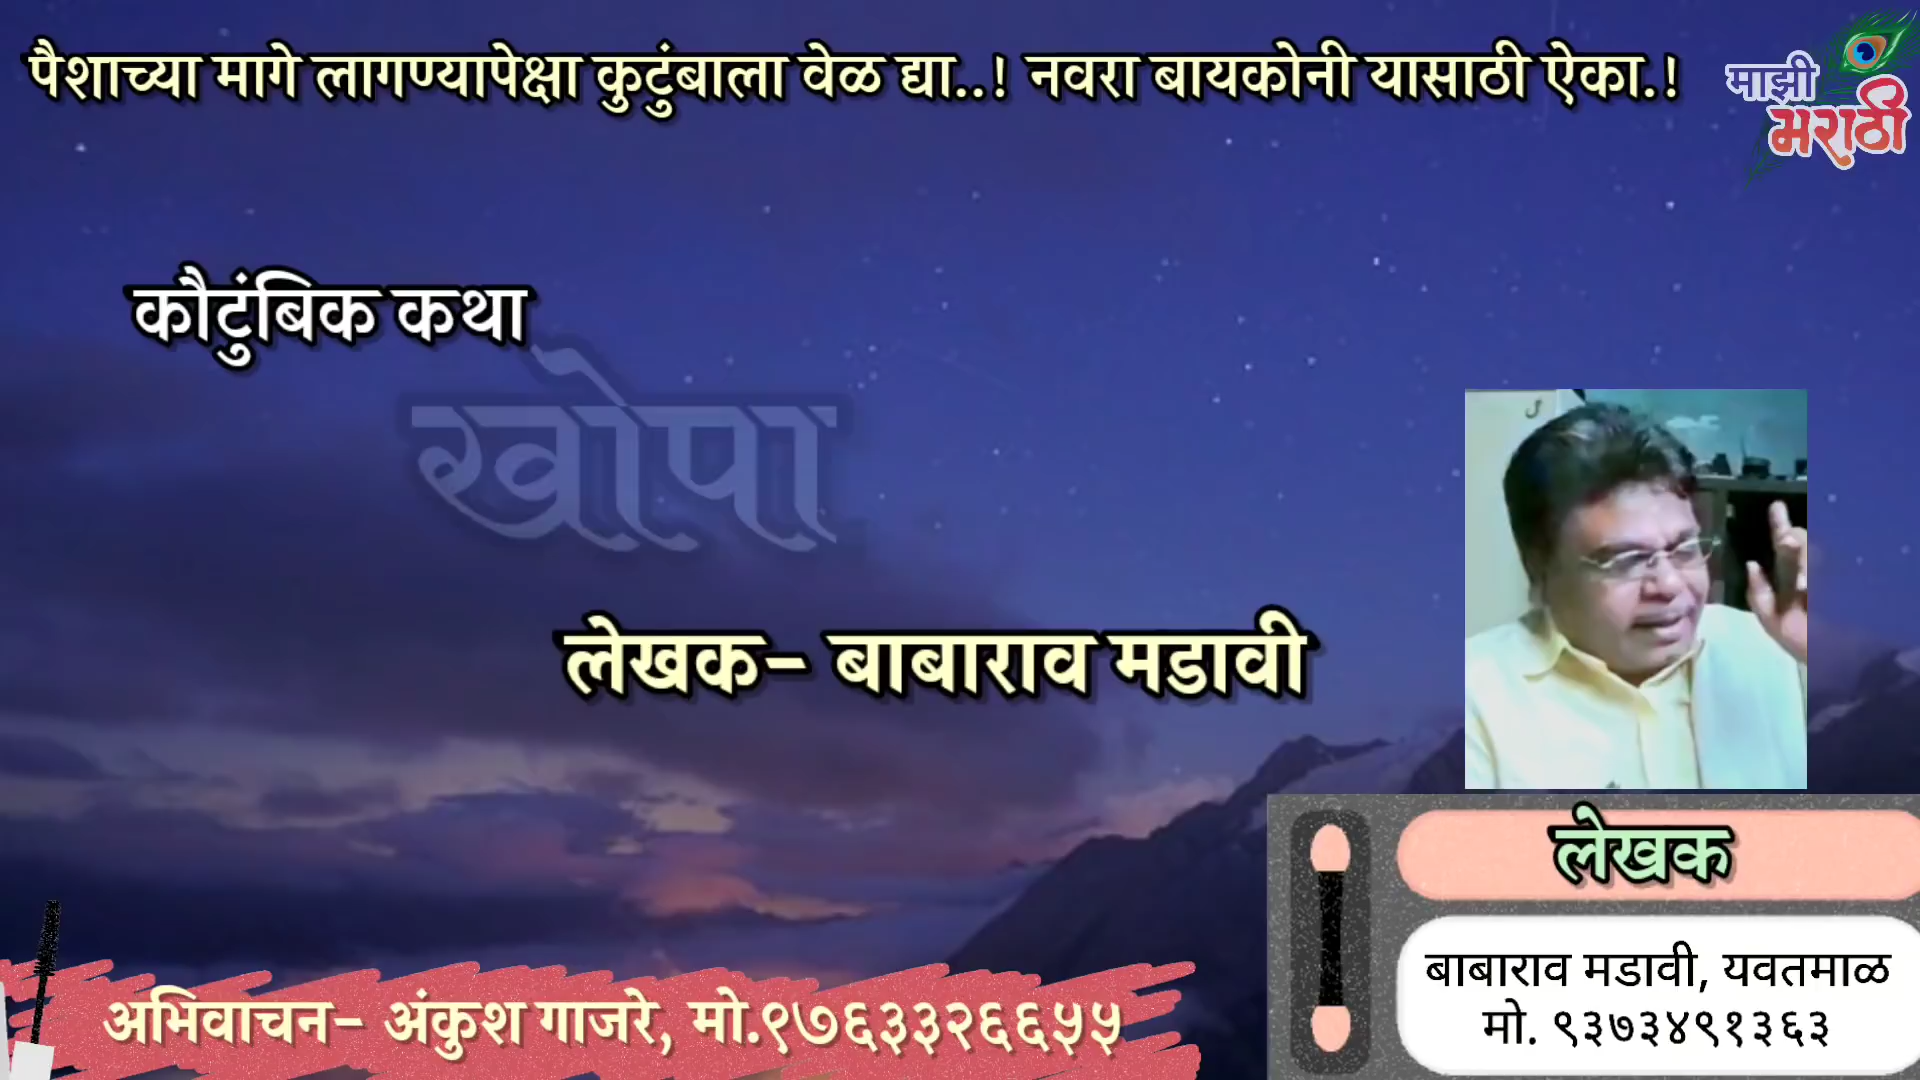 पैशाच्या मागे लागण्यापेक्षा कुटुंबाला वेळ द्या..! नवरा बायकोनी यासाठी ऐका.!
माझी
मराठी
कौटुंबिक कथा
खोपा
लेखक- बाबाराव मडावी
लेखक
बाबाराव मडावी, यवतमाळ
मो. ९३७३४९१३६३
अभिवाचन- अंकुश गाजरे, मो.९७६३३२६६५५